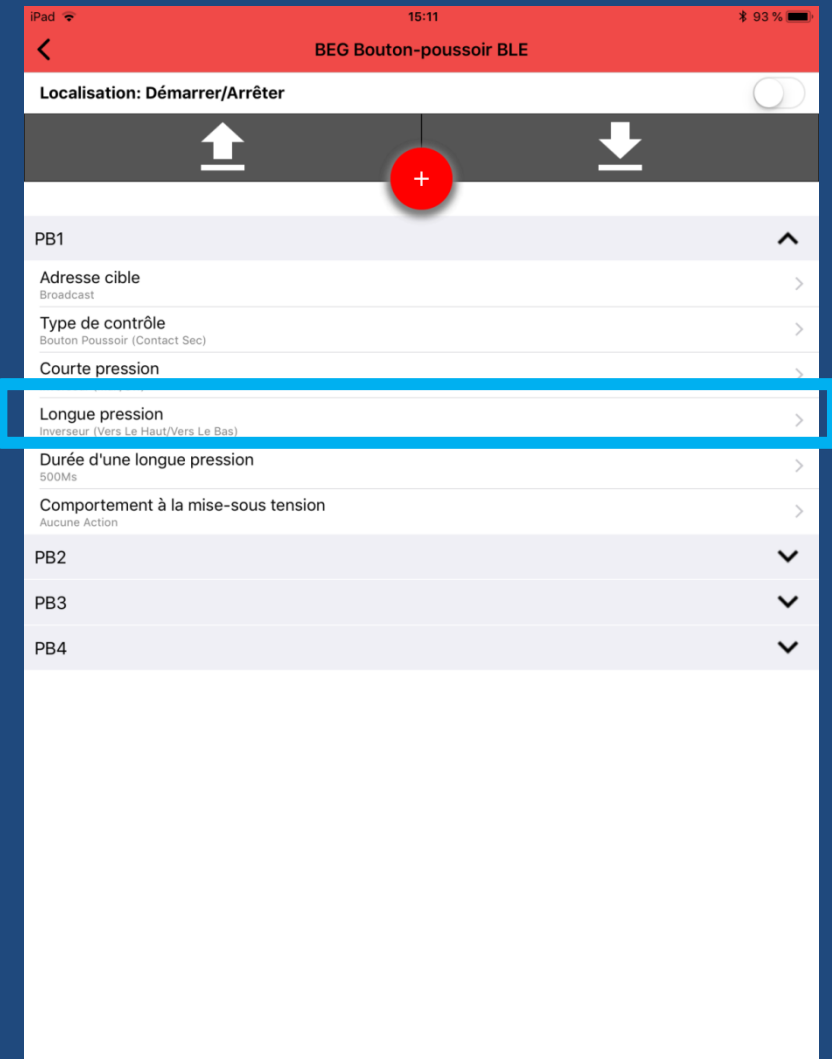 iPad 15:11 93 %
BEG Bouton-poussoir BLE
Localisation: Démarrer/Arrêter
+
PB1
Adresse cible
Broadcast
Type de contrôle
Bouton Poussoir (Contact Sec)
Courte pression
Longue pression
Inverseur (Vers Le Haut/Vers Le Bas)
Durée d'une longue pression
500Ms
Comportement à la mise-sous tension
Aucune Action
PB2
PB3
PB4